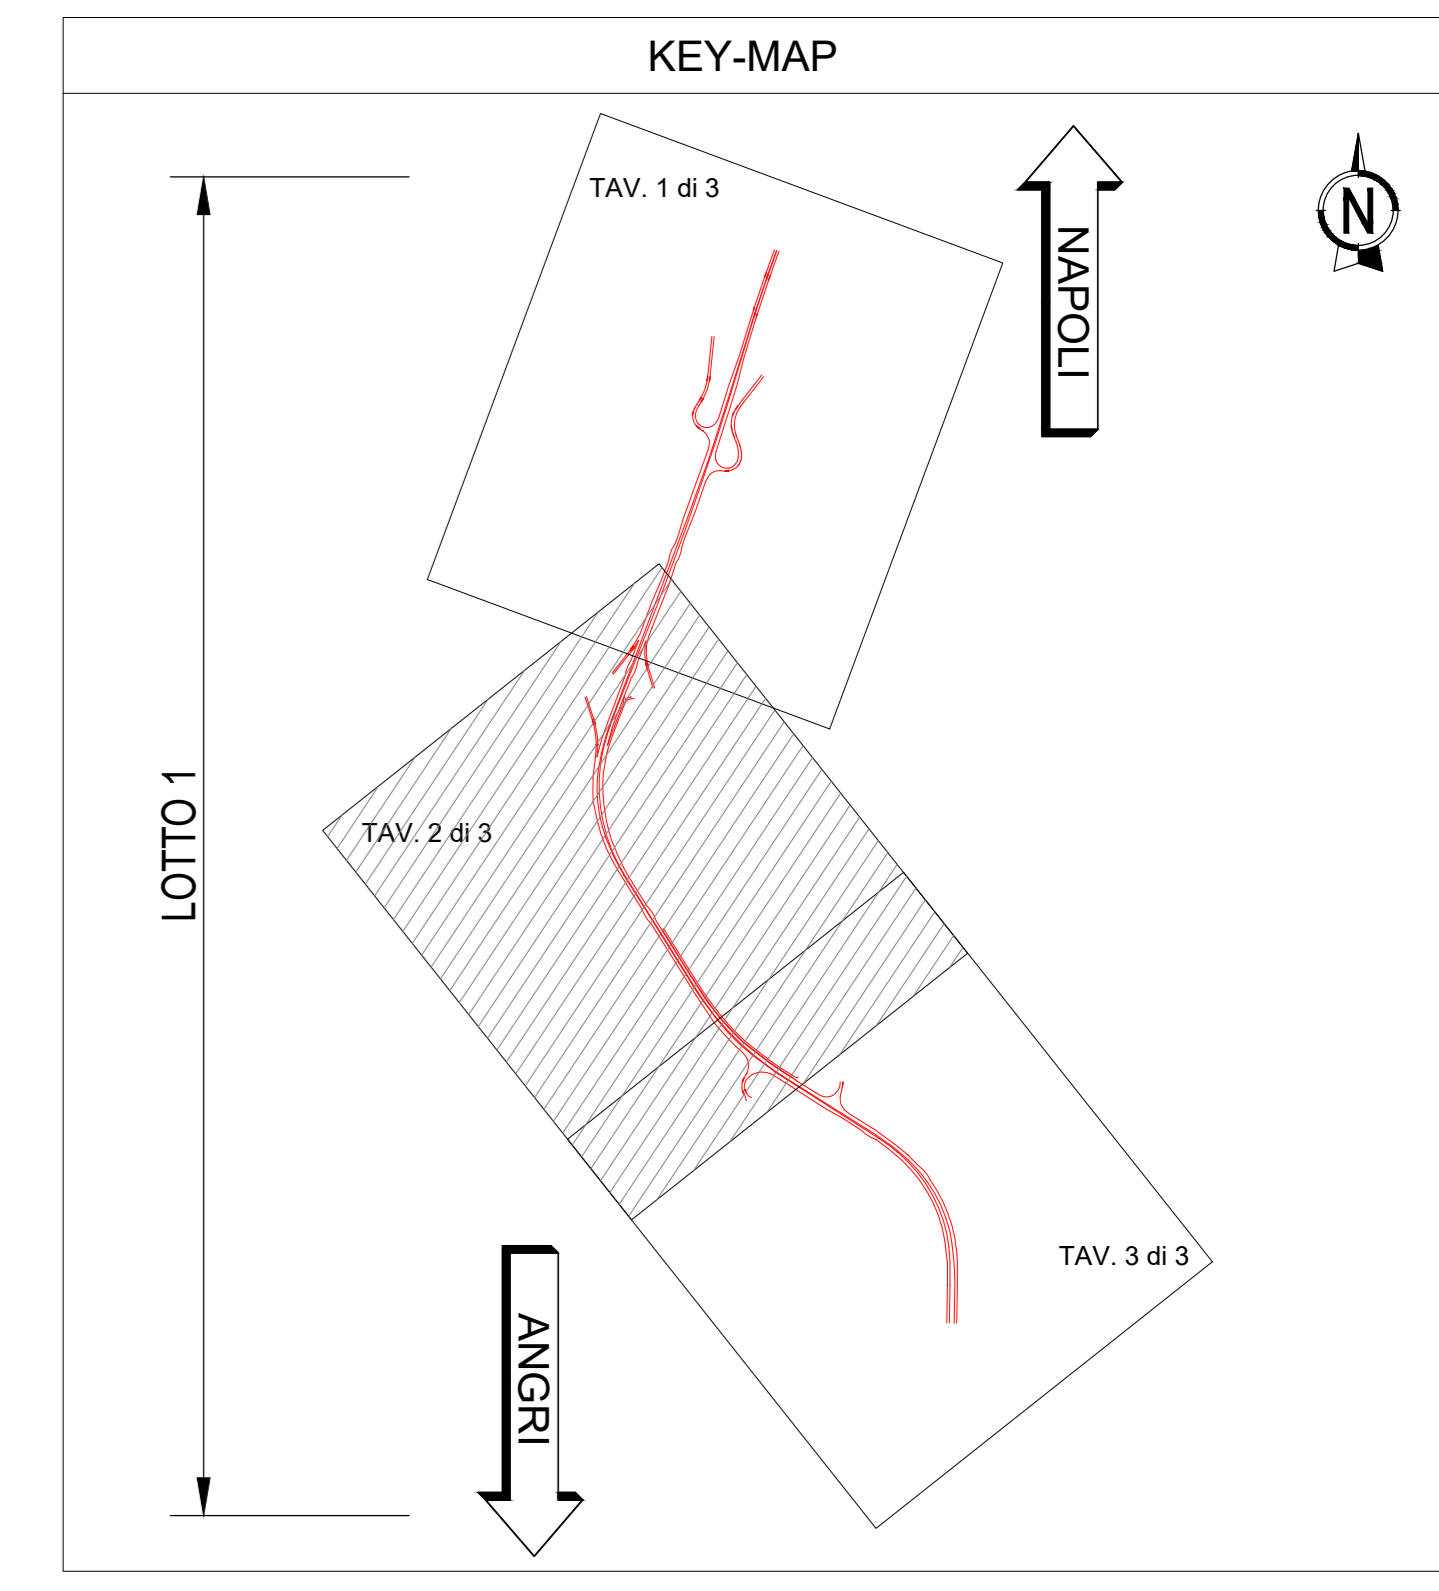 KEY-MAP
TAV. 1 di 3
NAPOLI
N
LOTTO 1
TAV. 2 di 3
TAV. 3 di 3
ANGRI